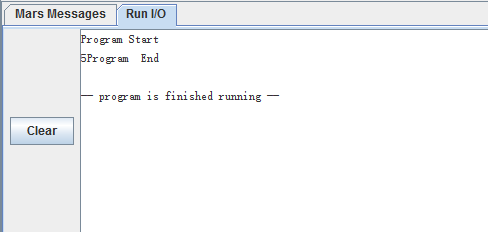 Mars Messages Run I/O
Program Start
5Program  End
—— program is finished running ——
Clear